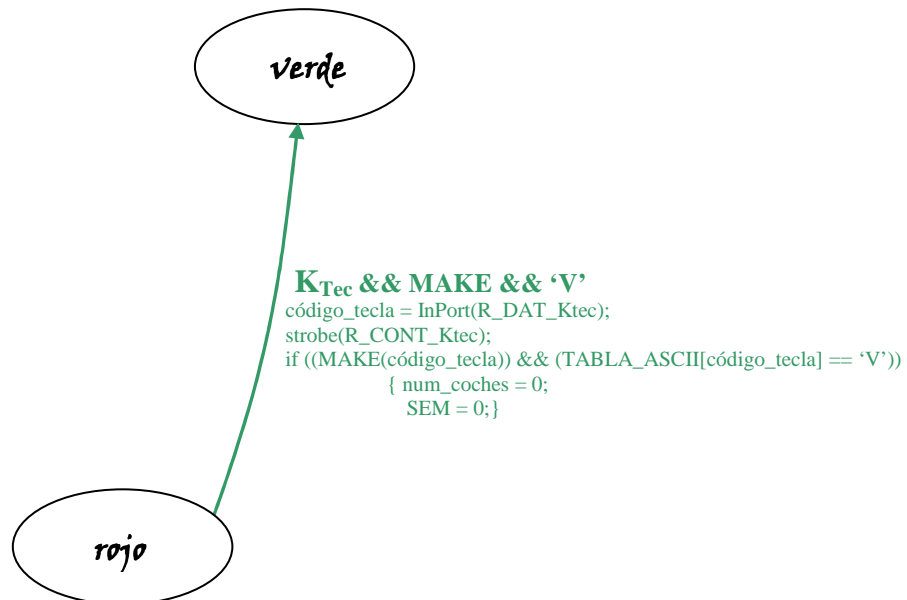 verde
KTec && MAKE && ‘V’
código_tecla = InPort(R_DAT_Ktec);
strobe(R_CONT_Ktec);
if ((MAKE(código_tecla)) && (TABLA_ASCII[código_tecla] == ‘V’))
{ num_coches = 0;
SEM = 0;}
rojo